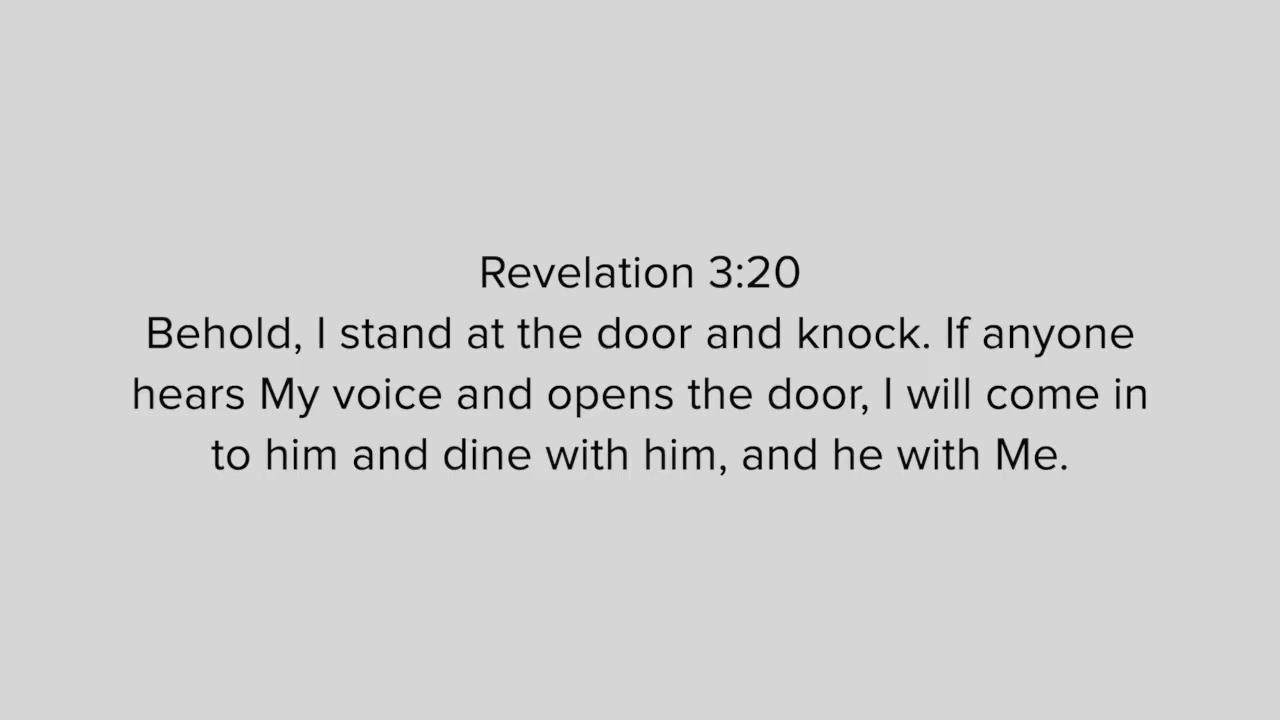 Revelation 3:20
Behold, I stand at the door and knock. If anyone
hears My voice and opens the door, I will come in
to him and dine with him, and he with Me.